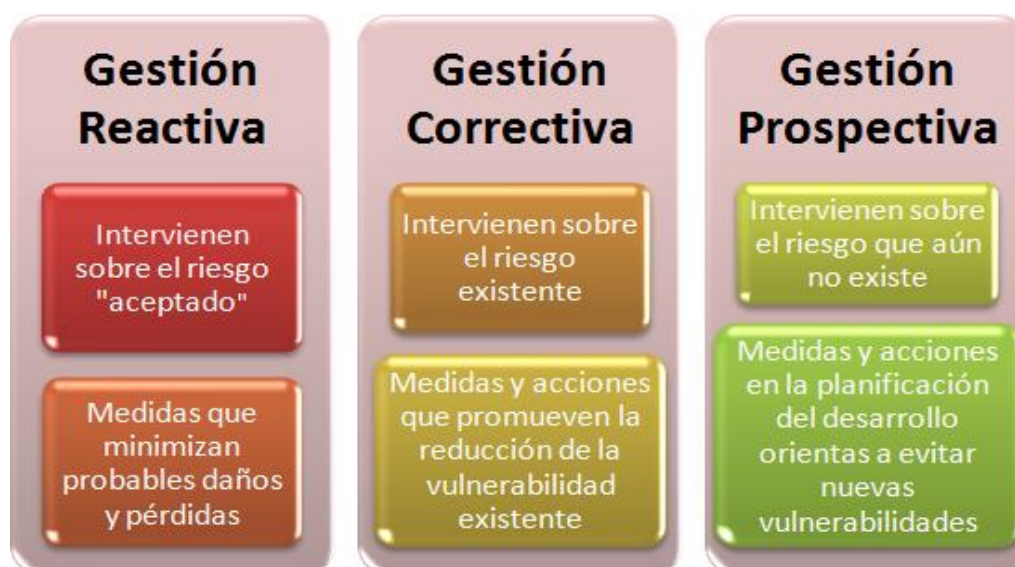 Gestión
Reactiva
Intervienen
sobre el riesgo
"aceptado"
Medidas que
minimizan
probables daños
y pérdidas
Gestión
Correctiva
Intervienen sobre
el riesgo
existente
Medidas y acciones
que promueven la
reducción de la
vulnerabilidad
existente
Gestión
Prospectiva
Intervienen sobre
el riesgo que aún
no existe
Medidas y acciones
en la planificación
del desarrollo
orientas a evitar
nuevas
vulnerabilidades